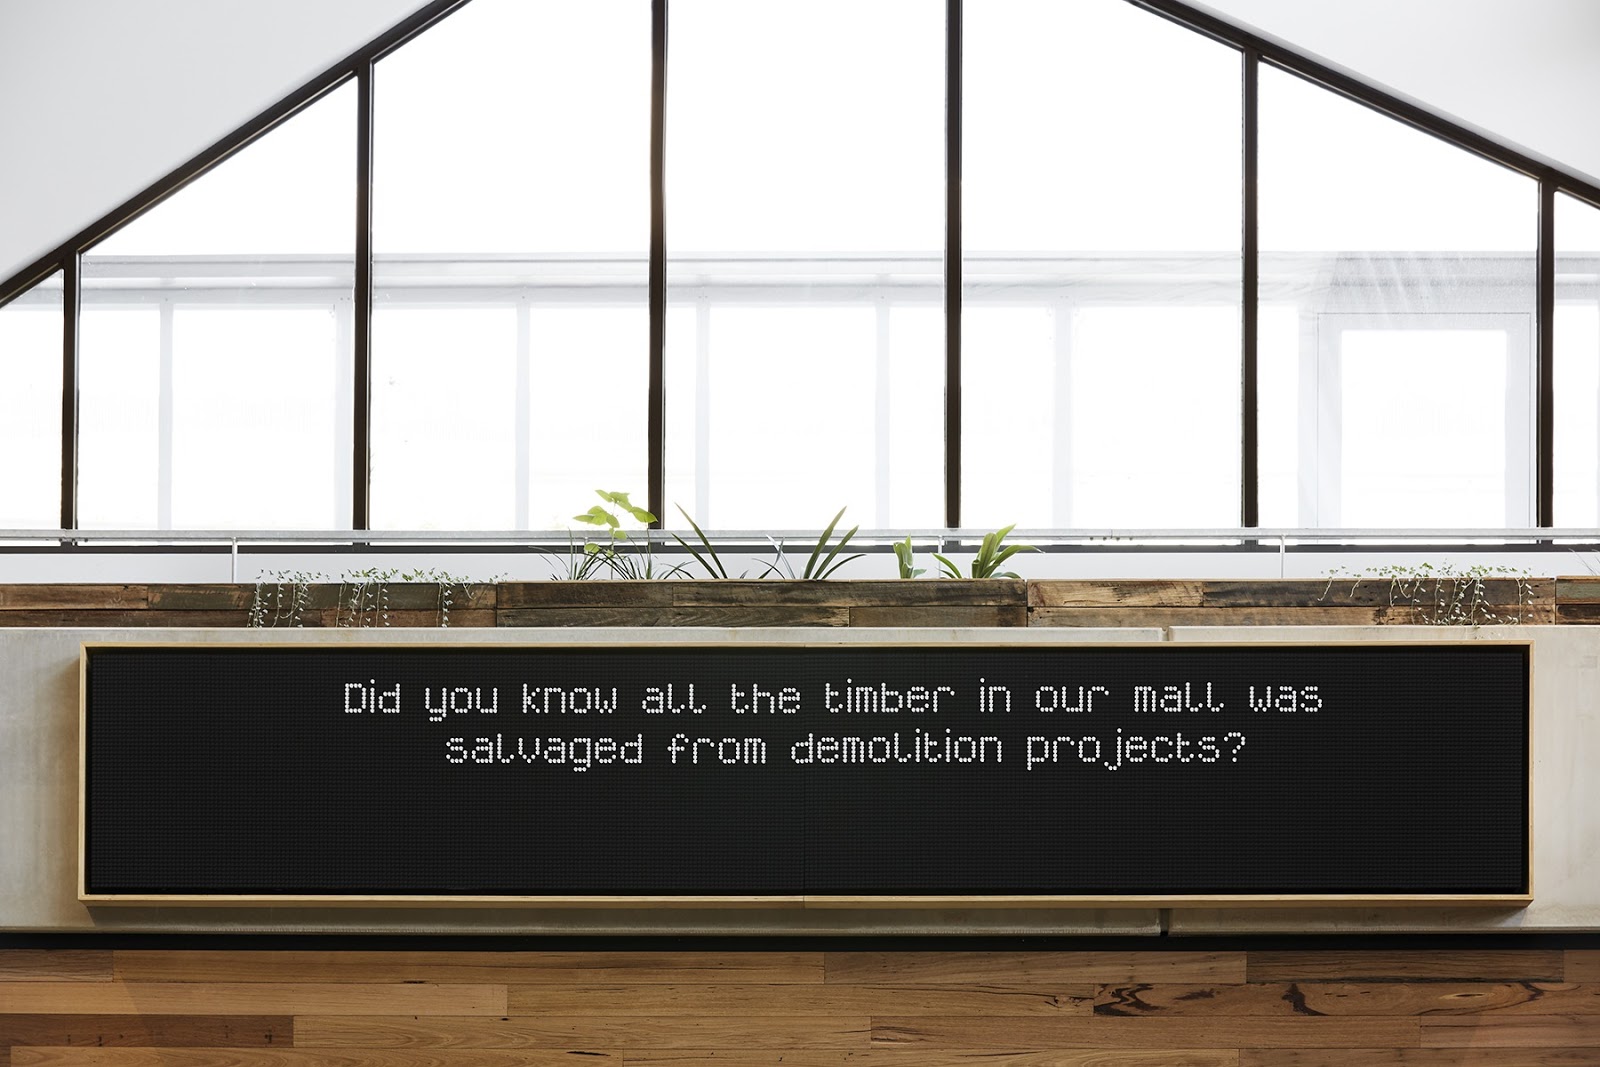 Did you know all the timber in our mall was
salvaged from demolition projects?